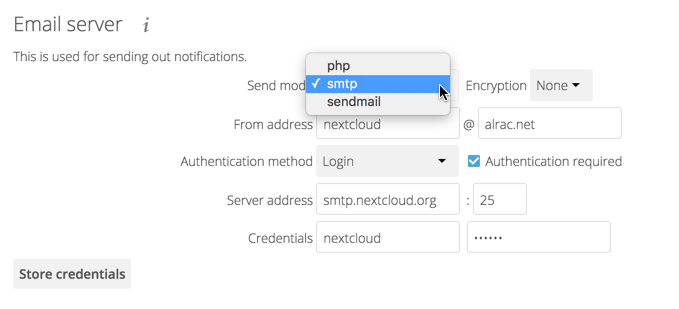 Email server i
This is used for sending out notifications.
php
Send mod ✓ smtp Encryption None
sendmail
From address nextcloud @ alrac.net
Authentication method Login Authentication required
Server address smtp.nextcloud.org : 25
Credentials nextcloud ••••••
Store credentials